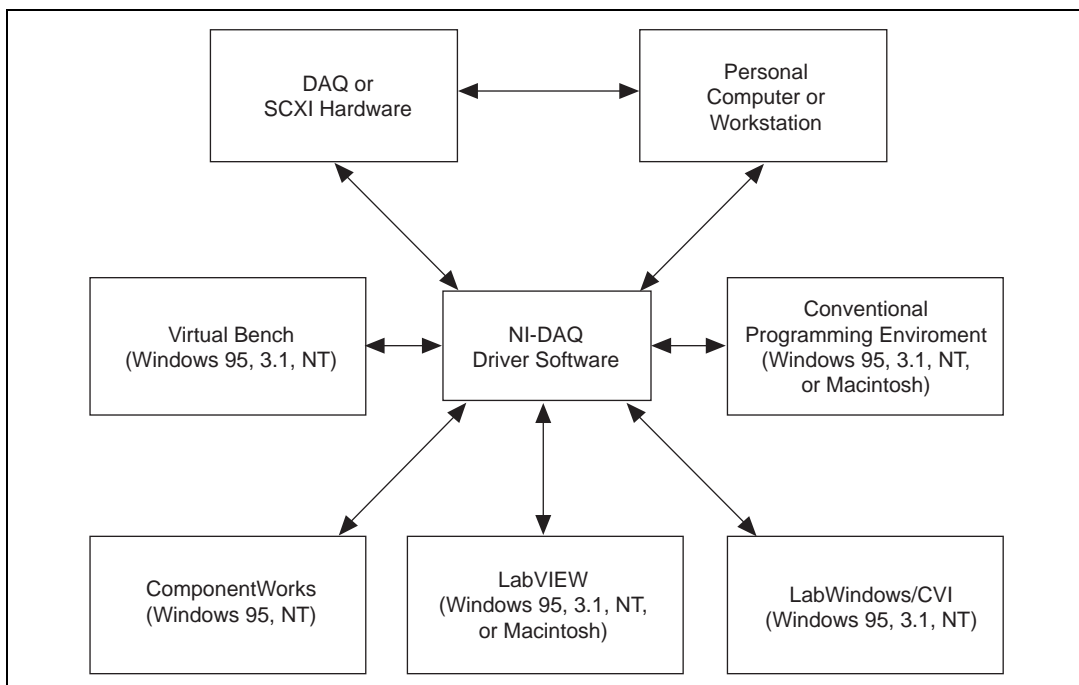 DAQ or
SCXI Hardware
Personal
Computer or
Workstation
Virtual Bench
(Windows 95, 3.1, NT)
NI-DAQ
Driver Software
Conventional
Programming Enviroment
(Windows 95, 3.1, NT,
or Macintosh)
ComponentWorks
(Windows 95, NT)
LabVIEW
(Windows 95, 3.1, NT,
or Macintosh)
LabWindows/CVI
(Windows 95, 3.1, NT)